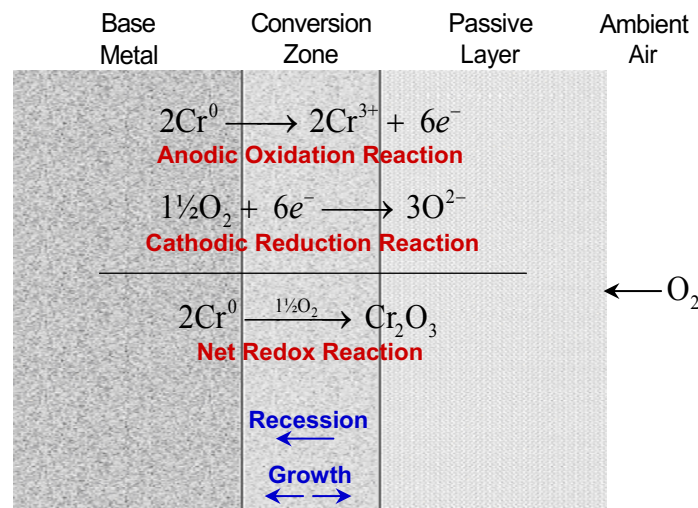 Base Metal
Conversion Zone
Passive Layer
Ambient Air
2Cr⁰ ⟶ 2Cr³⁺ + 6e⁻
Anodic Oxidation Reaction
1½O₂ + 6e⁻ ⟶ 3O²⁻
Cathodic Reduction Reaction
O₂
2Cr⁰ —1½O₂⟶ Cr₂O₃
Net Redox Reaction
Recession
Growth